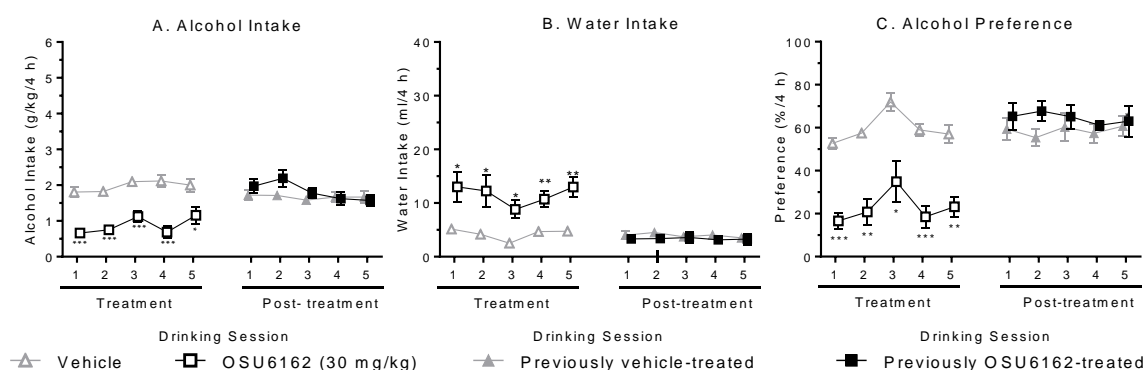 A. Alcohol Intake
Alcohol Intake (g/kg/4 h)
6
5
4
3
2
1
0
*** *** *** *** *
1 2 3 4 5 1 2 3 4 5
Treatment Post- treatment
Drinking Session
B. Water Intake
Water Intake (ml/4 h)
40
30
20
10
0
* * * ** **
1 2 3 4 5 1 2 3 4 5
Treatment Post-treatment
Drinking Session
C. Alcohol Preference
Preference (%/4 h)
100
80
60
40
20
0
*** ** * *** **
1 2 3 4 5 1 2 3 4 5
Treatment Post-treatment
Drinking Session
Vehicle OSU6162 (30 mg/kg) Previously vehicle-treated Previously OSU6162-treated